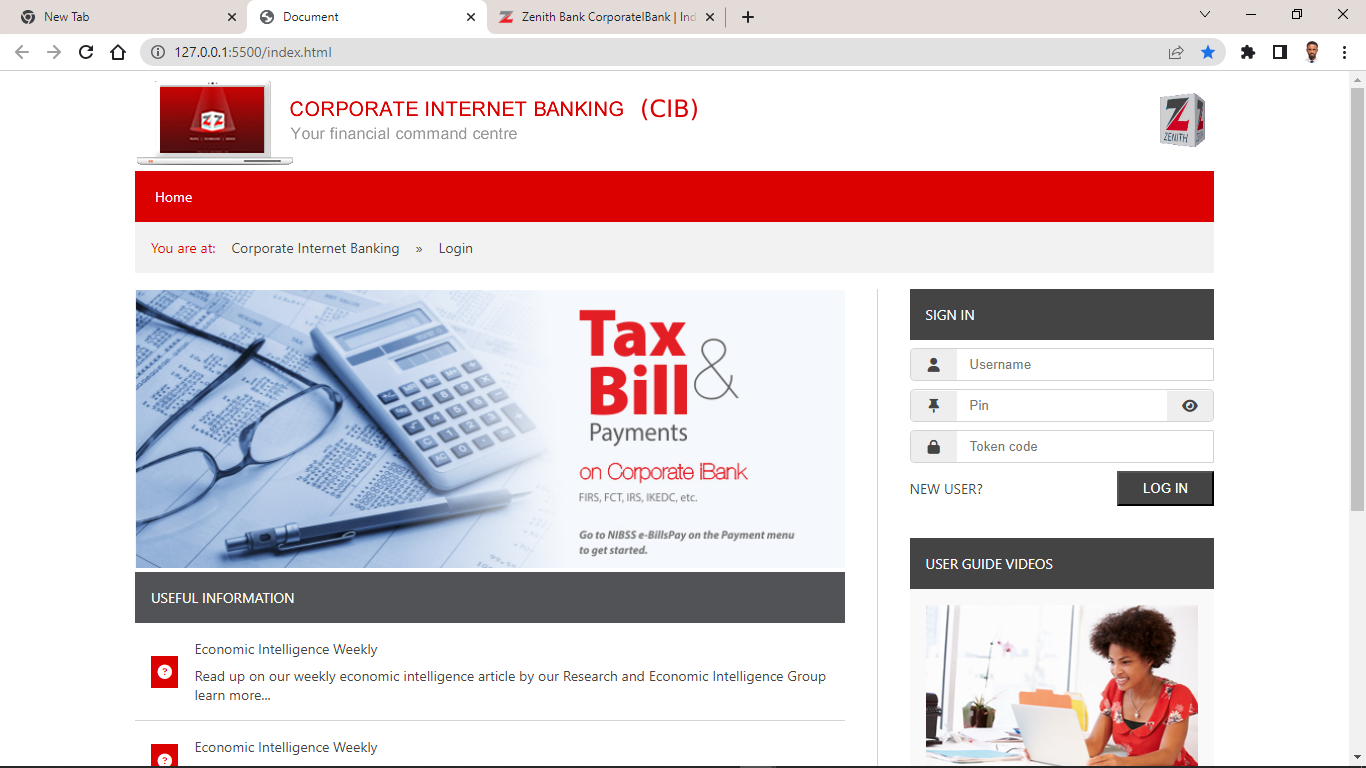 New Tab
Document
Zenith Bank CorporateIBank | Ind
127.0.0.1:5500/index.html
CORPORATE INTERNET BANKING (CIB)
Your financial command centre
ZENITH
Home
You are at: Corporate Internet Banking » Login
Tax &
Bill
Payments
on Corporate iBank
FIRS, FCT, IRS, IKEDC, etc.
Go to NIBSS e-BillsPay on the Payment menu
to get started.
SIGN IN
Username
Pin
Token code
NEW USER?
LOG IN
USEFUL INFORMATION
Economic Intelligence Weekly
Read up on our weekly economic intelligence article by our Research and Economic Intelligence Group
learn more...
Economic Intelligence Weekly
USER GUIDE VIDEOS